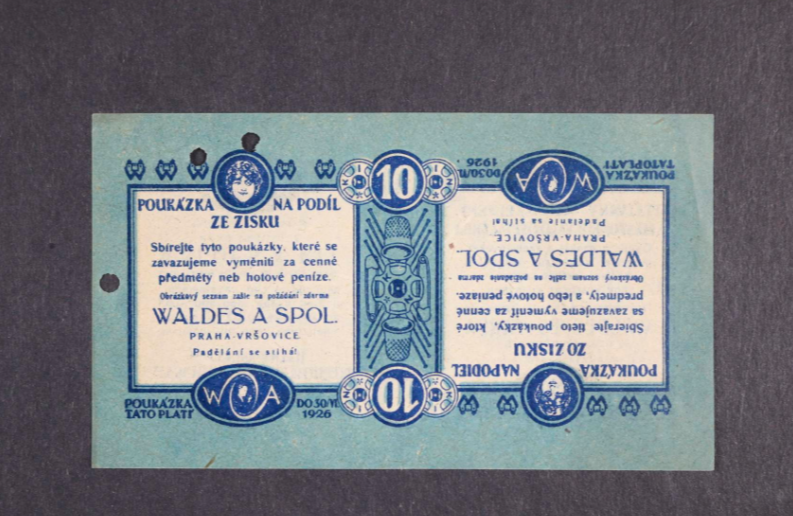 10
POUKÁZKA NA PODÍL
ZE ZISKU
Sbírejte tyto poukázky, které se
zavazujeme vyměniti za cenné
předměty neb hotové peníze.
Obrázkový seznam zašle na požádání zdarma
WALDES A SPOL.
PRAHA-VRŠOVICE
Padělání se stíhá!
W A
POUKÁZKA
TATO PLATÍ
DO 30/VI.
1926
10
POUKÁZKA
NA PODIEL
ZO ZISKU
Sbierajte tieto poukázky, ktoré
sa zavazujeme vymeniť za cenné
predmety, a lebo hotové peniaze.
Obrázkový soznam na požiadanie zašle zdarma
WALDES A SPOL.
PRAHA-VRŠOVICE
Padelanie sa stíha!
W A
POUKÁZKA
TATO PLATÍ
DO 30/VI.
1926